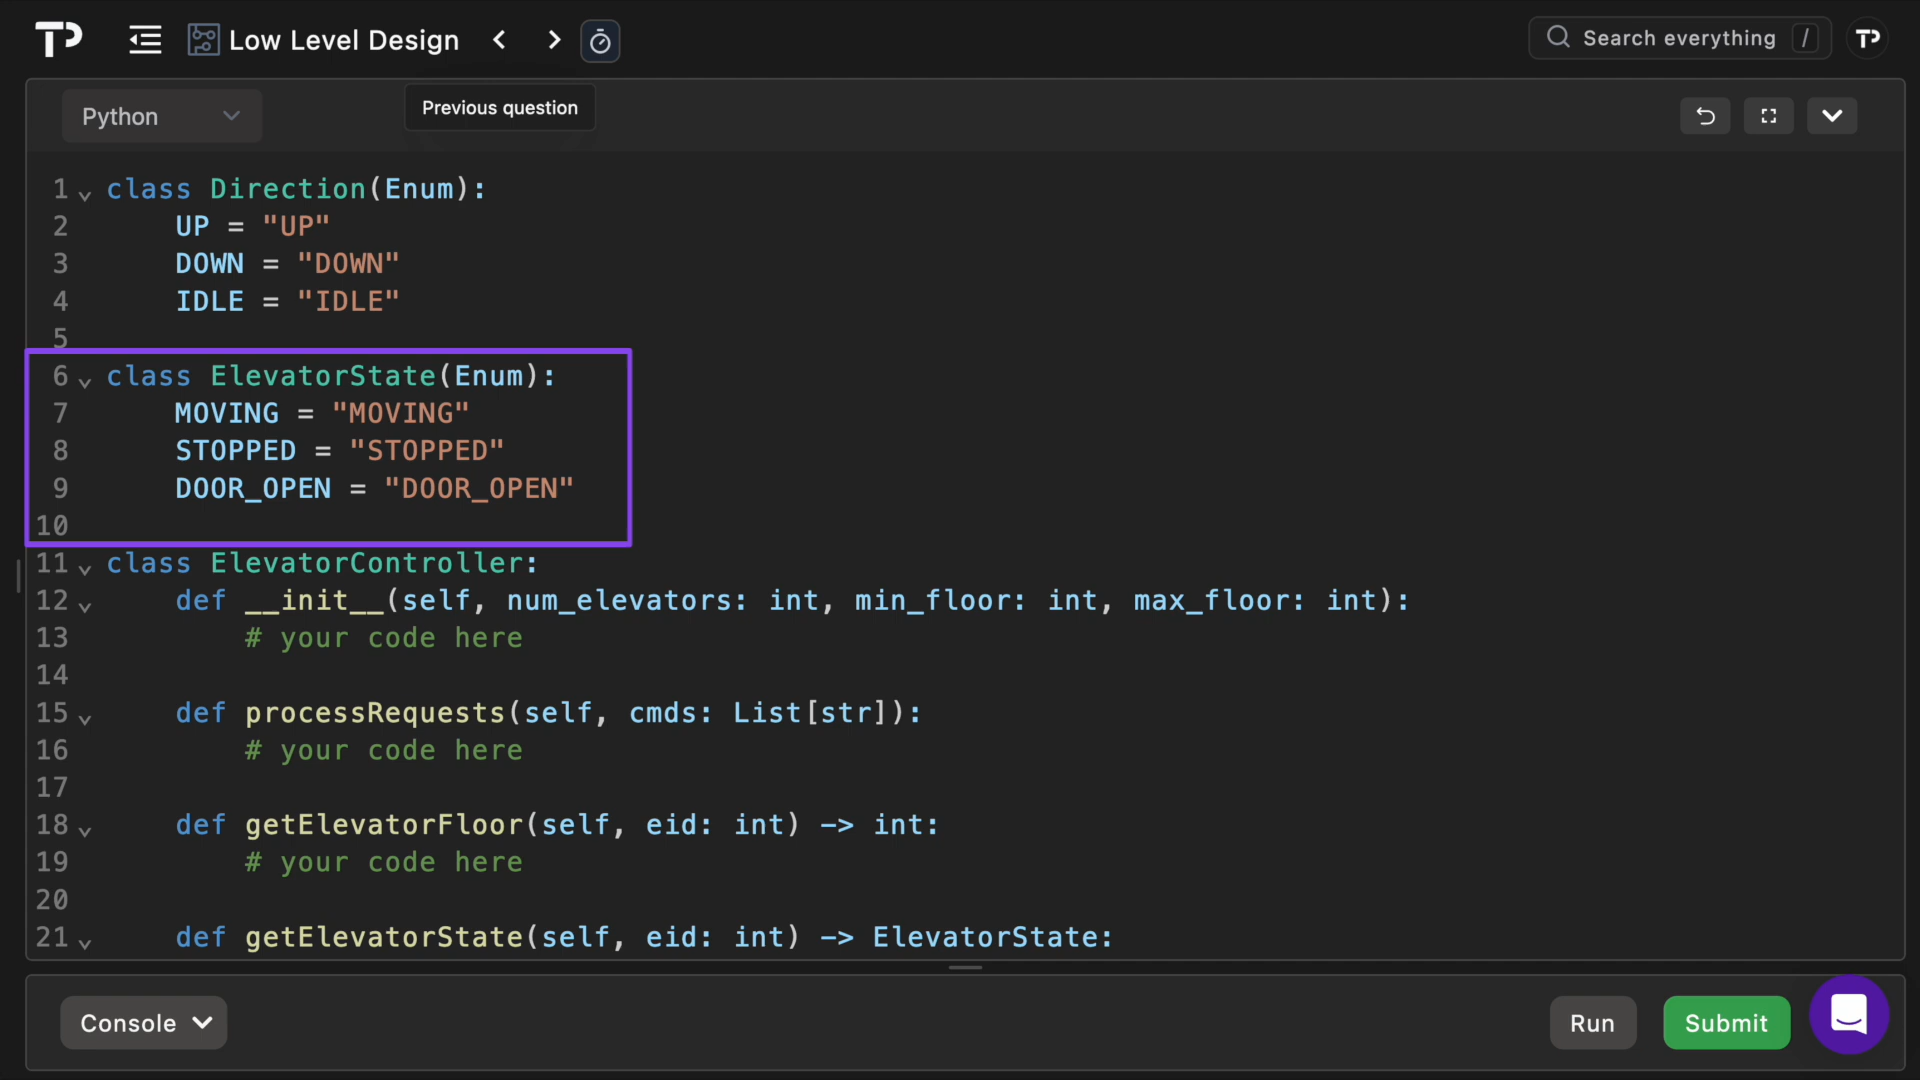 TP
Low Level Design
Search everything /
TP
Python
Previous question
1 class Direction(Enum):
2 UP = "UP"
3 DOWN = "DOWN"
4 IDLE = "IDLE"
5
6 class ElevatorState(Enum):
7 MOVING = "MOVING"
8 STOPPED = "STOPPED"
9 DOOR_OPEN = "DOOR_OPEN"
10
11 class ElevatorController:
12 def __init__(self, num_elevators: int, min_floor: int, max_floor: int):
13 # your code here
14
15 def processRequests(self, cmds: List[str]):
16 # your code here
17
18 def getElevatorFloor(self, eid: int) -> int:
19 # your code here
20
21 def getElevatorState(self, eid: int) -> ElevatorState:
Console
Run
Submit